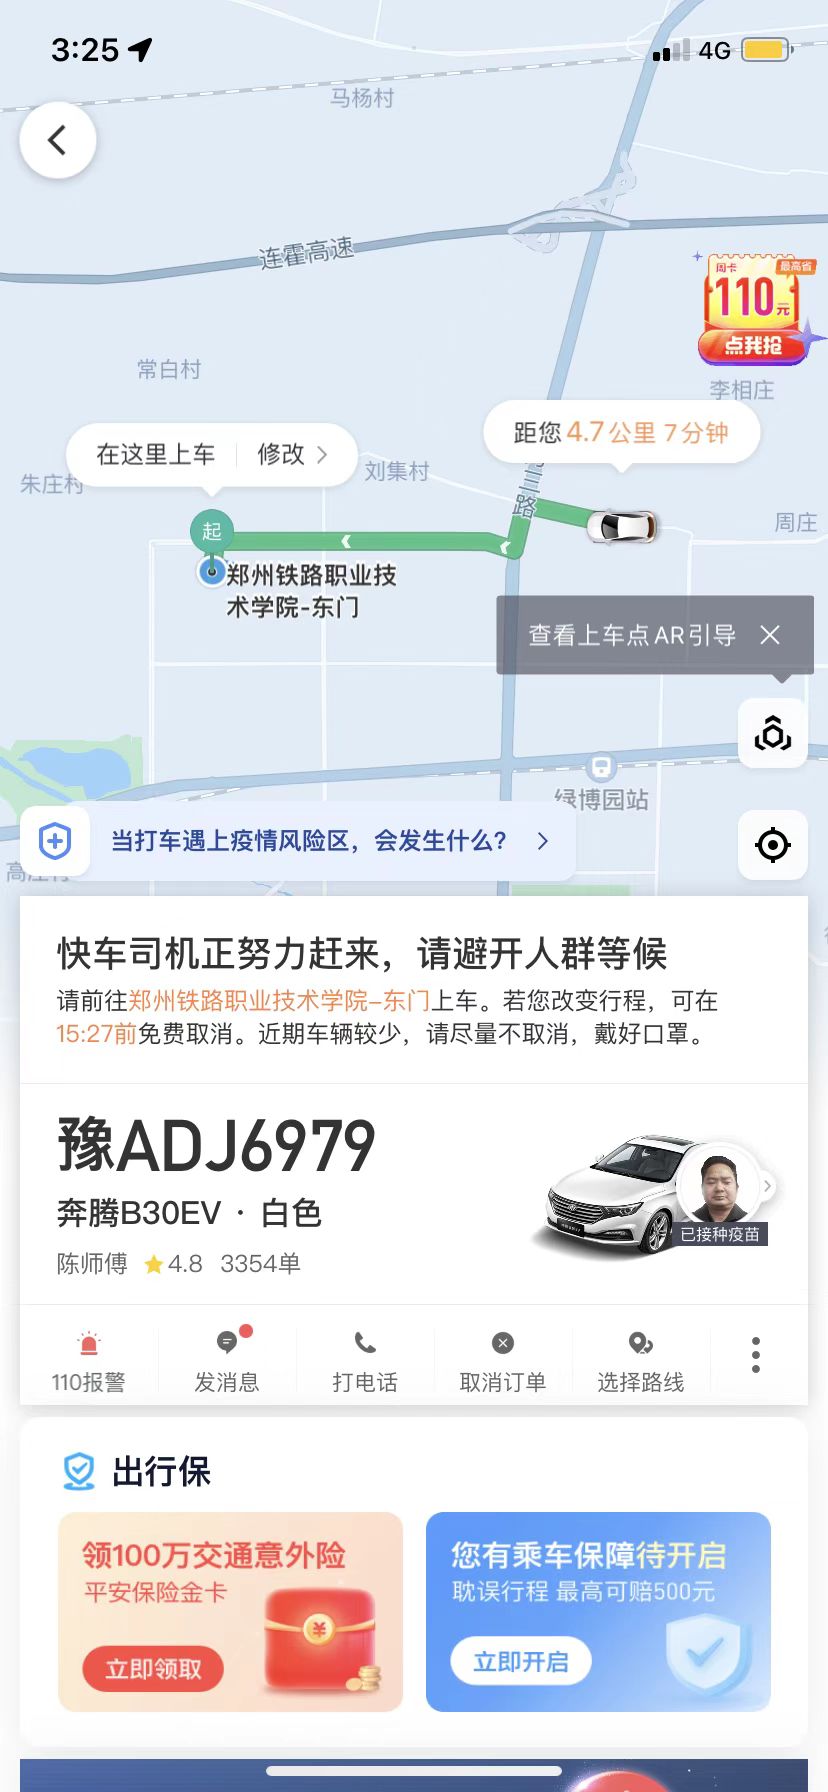 3:25
4G
马杨村
连霍高速
周卡
最高省
110元
点我抢
常白村
李相庄
距您4.7公里 7分钟
在这里上车
修改
朱庄村
刘集村
三路
周庄
起
郑州铁路职业技
术学院-东门
查看上车点AR引导
绿博园站
当打车遇上疫情风险区，会发生什么？
快车司机正努力赶来，请避开人群等候
请前往郑州铁路职业技术学院-东门上车。若您改变行程，可在
15:27前免费取消。近期车辆较少，请尽量不取消，戴好口罩。
豫ADJ6979
奔腾B30EV · 白色
已接种疫苗
陈师傅 4.8 3354单
110报警
发消息
打电话
取消订单
选择路线
出行保
领100万交通意外险
平安保险金卡
立即领取
您有乘车保障待开启
耽误行程 最高可赔500元
立即开启